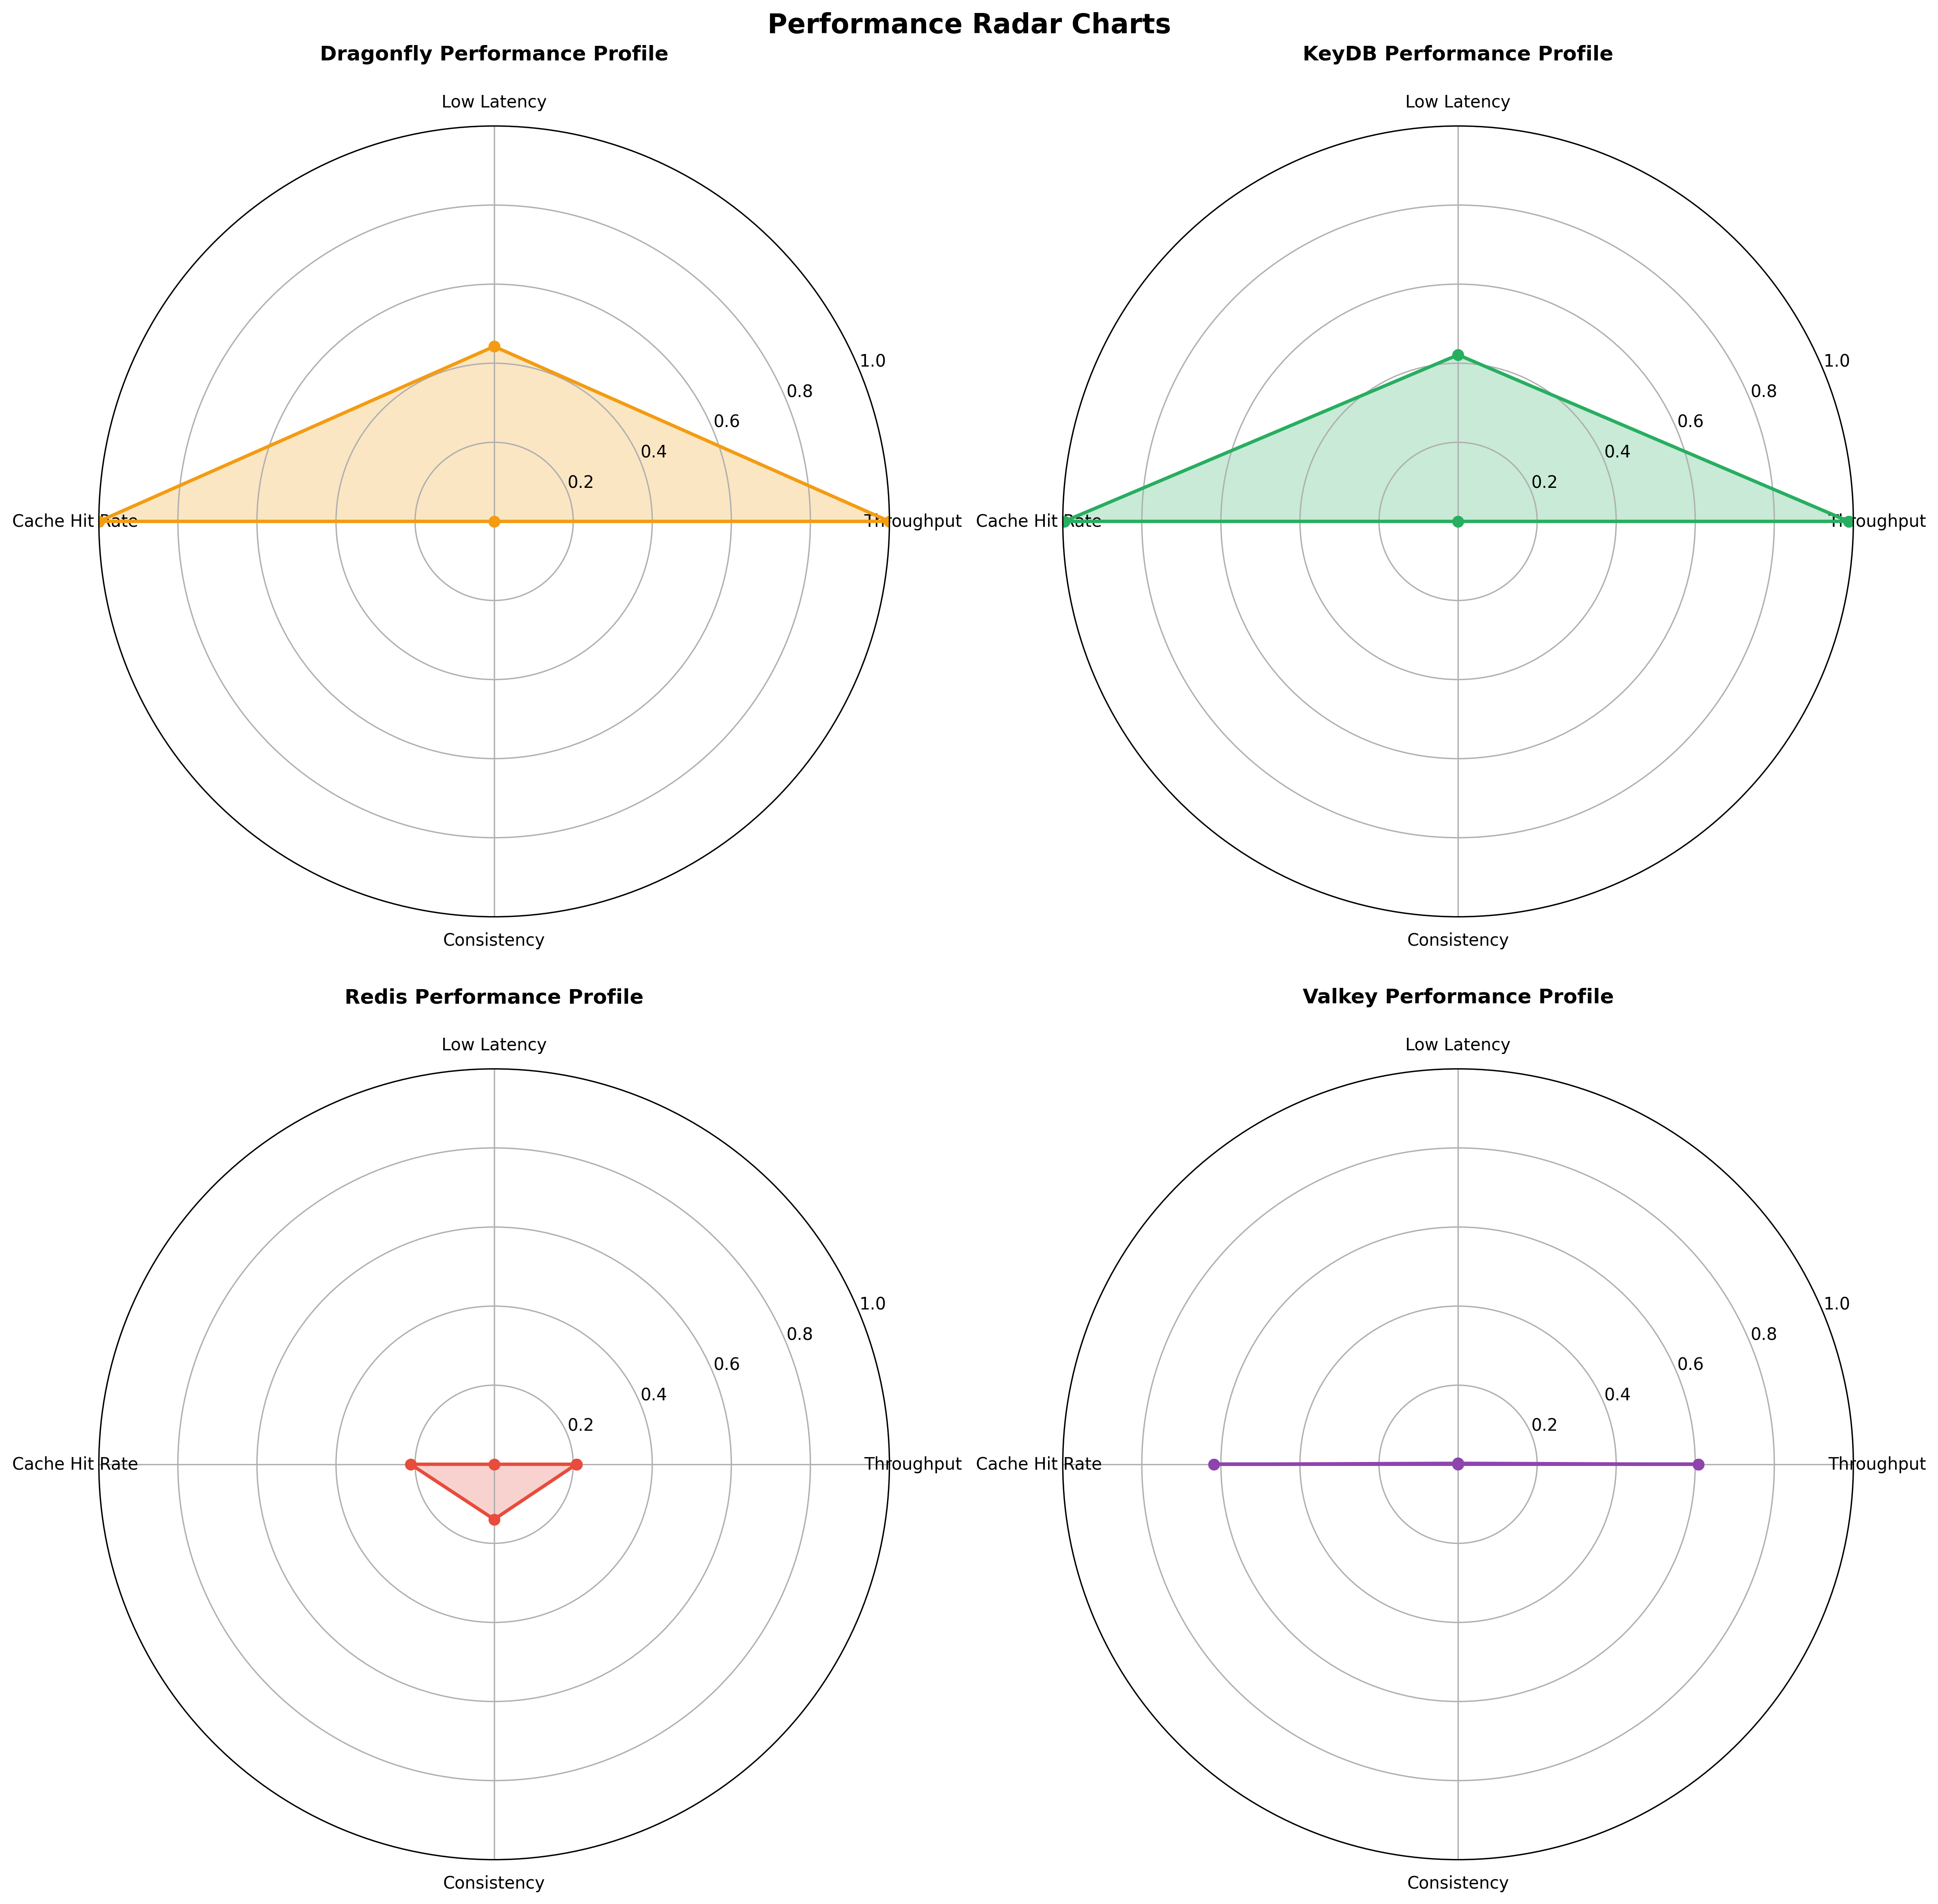 Performance Radar Charts
Dragonfly Performance Profile
Low Latency
1.0
0.8
0.6
0.4
0.2
Cache Hit Rate
Throughput
Consistency
KeyDB Performance Profile
Low Latency
1.0
0.8
0.6
0.4
0.2
Cache Hit Rate
Throughput
Consistency
Redis Performance Profile
Low Latency
1.0
0.8
0.6
0.4
0.2
Cache Hit Rate
Throughput
Consistency
Valkey Performance Profile
Low Latency
1.0
0.8
0.6
0.4
0.2
Cache Hit Rate
Throughput
Consistency